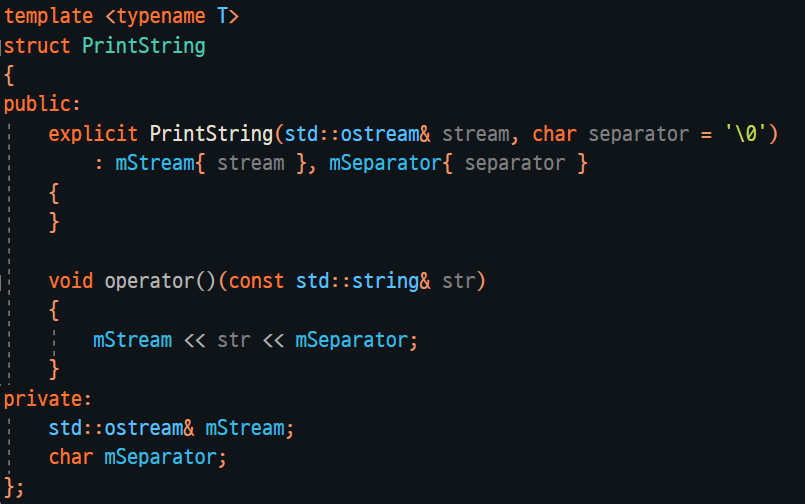 template <typename T>
struct PrintString
{
public:
    explicit PrintString(std::ostream& stream, char separator = '\0')
        : mStream{ stream }, mSeparator{ separator }
    {
    }

    void operator()(const std::string& str)
    {
        mStream << str << mSeparator;
    }
private:
    std::ostream& mStream;
    char mSeparator;
};